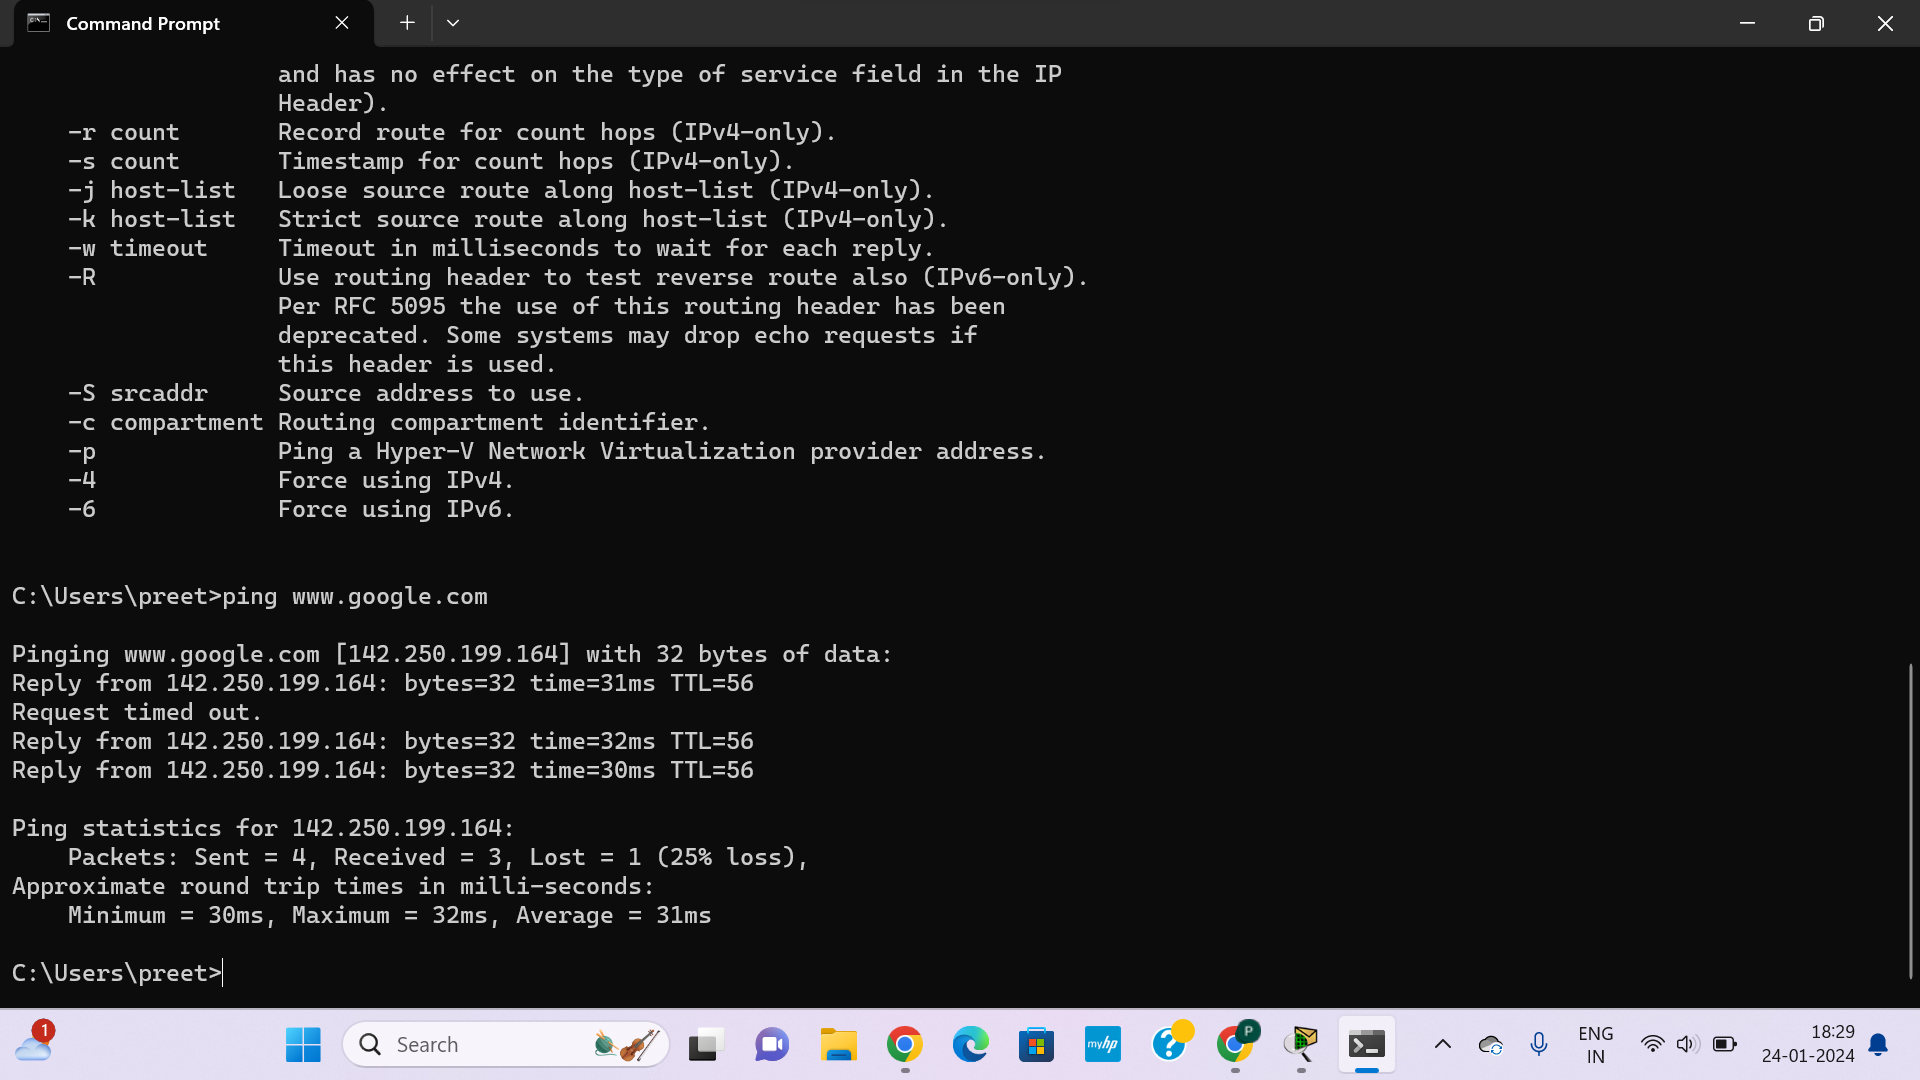 Command Prompt
and has no effect on the type of service field in the IP
Header).
-r count Record route for count hops (IPv4-only).
-s count Timestamp for count hops (IPv4-only).
-j host-list Loose source route along host-list (IPv4-only).
-k host-list Strict source route along host-list (IPv4-only).
-w timeout Timeout in milliseconds to wait for each reply.
-R Use routing header to test reverse route also (IPv6-only).
Per RFC 5095 the use of this routing header has been
deprecated. Some systems may drop echo requests if
this header is used.
-S srcaddr Source address to use.
-c compartment Routing compartment identifier.
-p Ping a Hyper-V Network Virtualization provider address.
-4 Force using IPv4.
-6 Force using IPv6.
C:\Users\preet>ping www.google.com
Pinging www.google.com [142.250.199.164] with 32 bytes of data:
Reply from 142.250.199.164: bytes=32 time=31ms TTL=56
Request timed out.
Reply from 142.250.199.164: bytes=32 time=32ms TTL=56
Reply from 142.250.199.164: bytes=32 time=30ms TTL=56
Ping statistics for 142.250.199.164:
Packets: Sent = 4, Received = 3, Lost = 1 (25% loss),
Approximate round trip times in milli-seconds:
Minimum = 30ms, Maximum = 32ms, Average = 31ms
C:\Users\preet>
1
Search
myhp
?
P
ENG
IN
18:29
24-01-2024